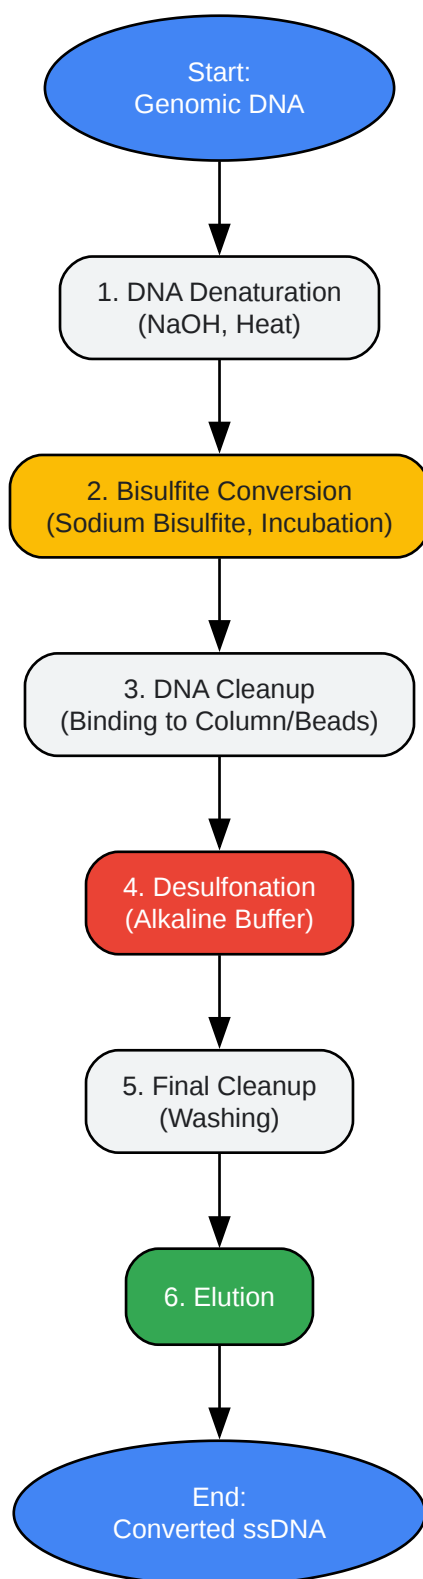 Start:
Genomic DNA
1. DNA Denaturation
(NaOH, Heat)
2. Bisulfite Conversion
(Sodium Bisulfite, Incubation)
3. DNA Cleanup
(Binding to Column/Beads)
4. Desulfonation
(Alkaline Buffer)
5. Final Cleanup
(Washing)
6. Elution
End:
Converted ssDNA